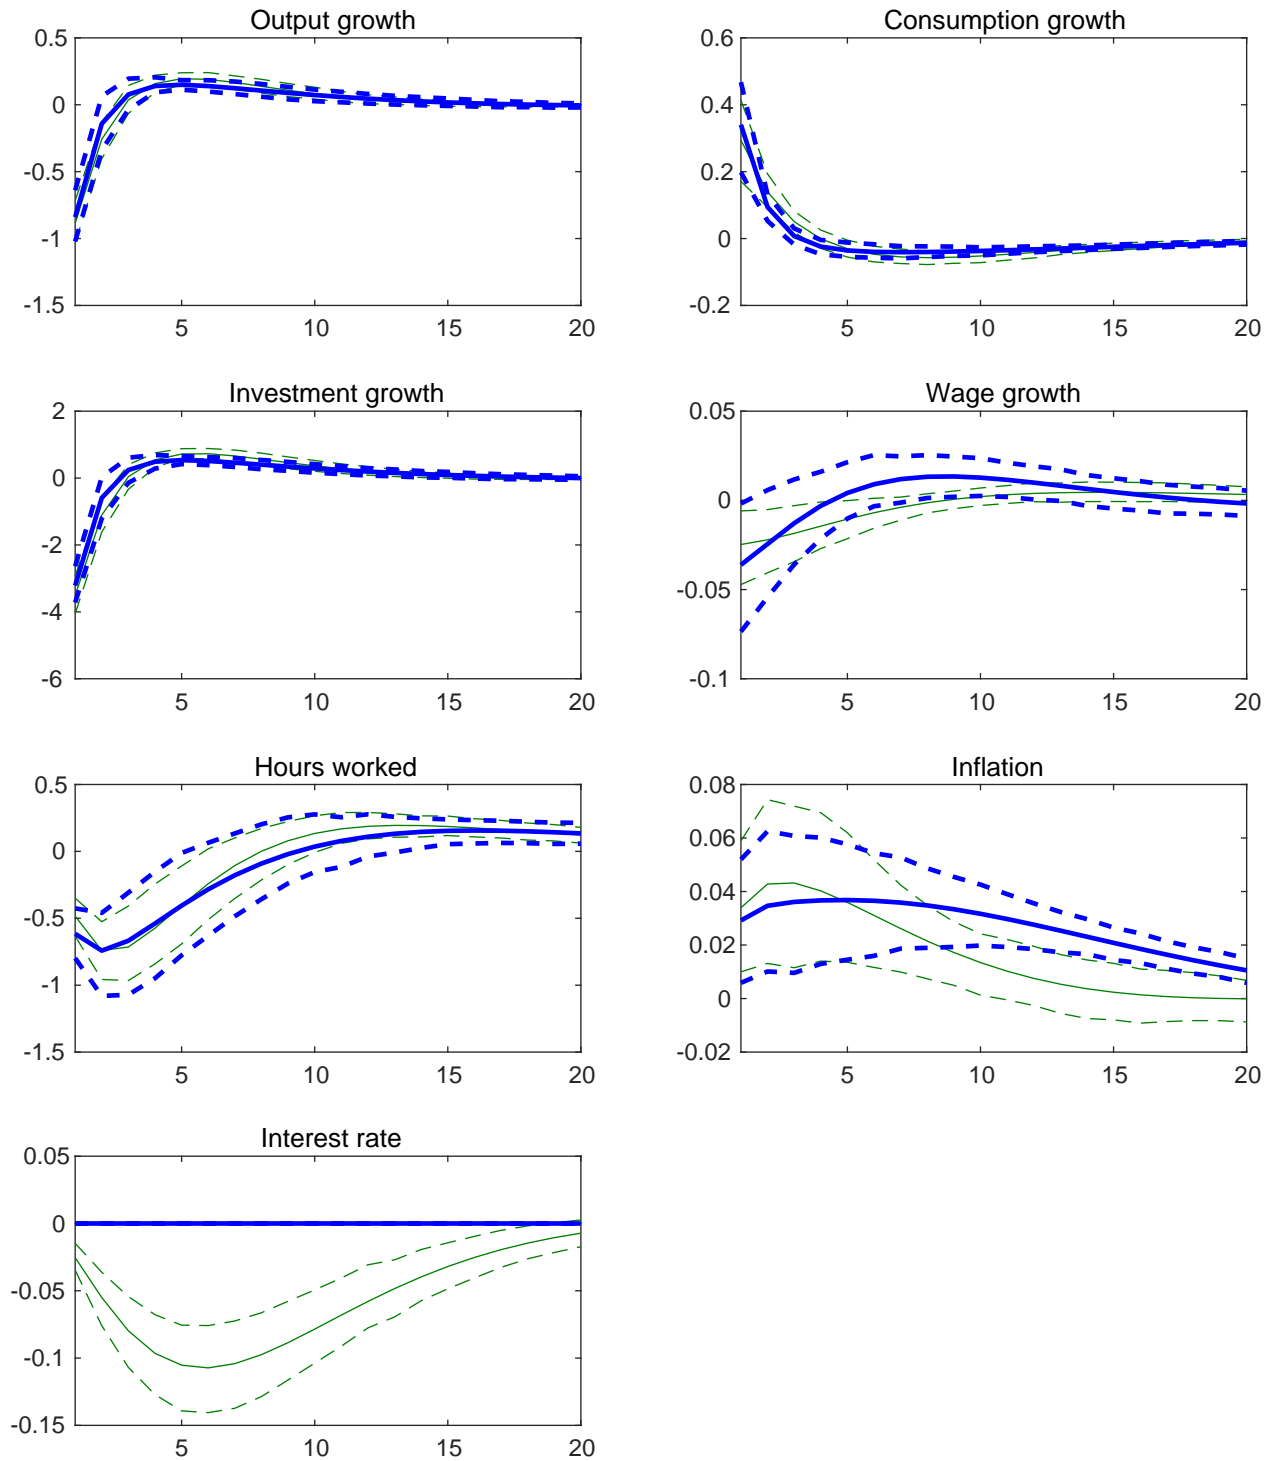 Output growth
0.5
0
-0.5
-1
-1.5
5 10 15 20
Consumption growth
0.6
0.4
0.2
0
-0.2
5 10 15 20
Investment growth
2
0
-2
-4
-6
5 10 15 20
Wage growth
0.05
0
-0.05
-0.1
5 10 15 20
Hours worked
0.5
0
-0.5
-1
-1.5
5 10 15 20
Inflation
0.08
0.06
0.04
0.02
0
-0.02
5 10 15 20
Interest rate
0.05
0
-0.05
-0.1
-0.15
5 10 15 20